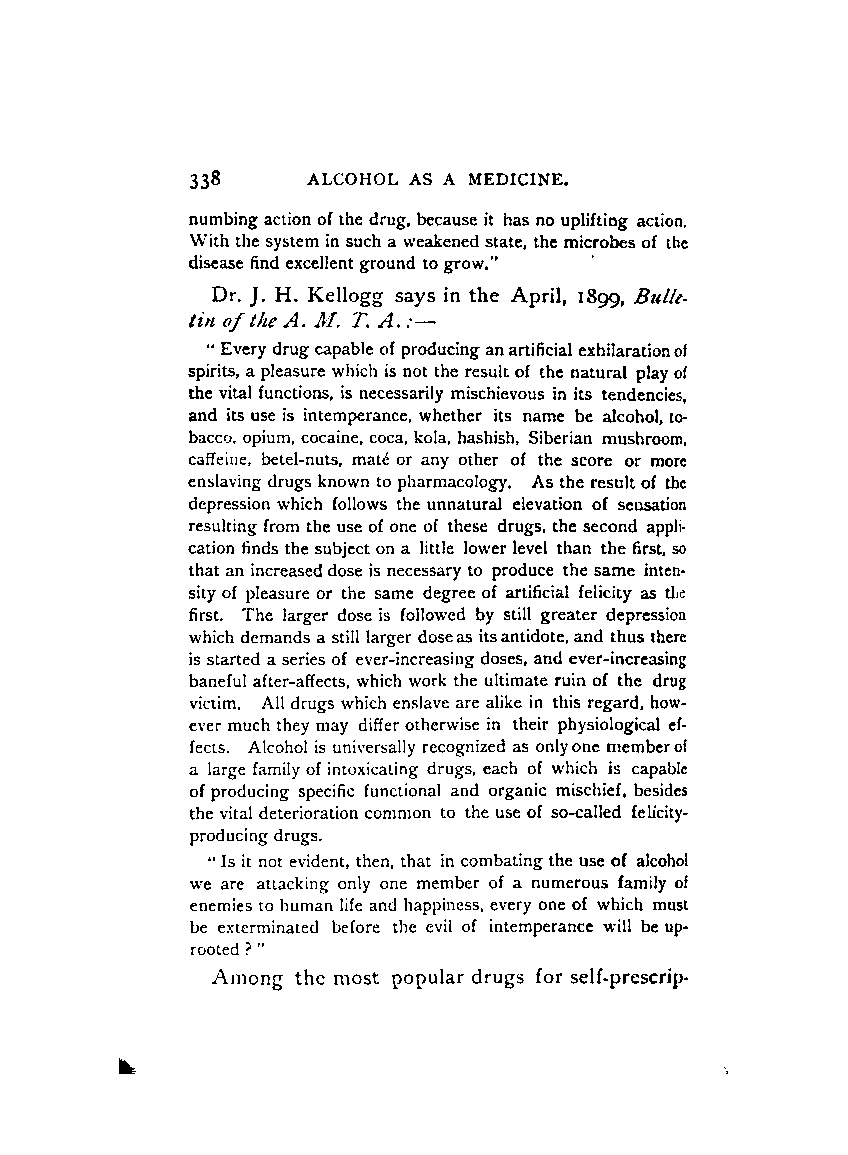 338 ALCOHOL AS A MEDICINE.
numbing action of the drug, because it has no uplifting action.
With the system in such a weakened state, the microbes of the
disease find excellent ground to grow."
Dr. J. H. Kellogg says in the April, 1899, Bulle-
tin of the A. M. T. A.:—
" Every drug capable of producing an artificial exhilaration of
spirits, a pleasure which is not the result of the natural play of
the vital functions, is necessarily mischievous in its tendencies,
and its use is intemperance, whether its name be alcohol, to-
bacco, opium, cocaine, coca, kola, hashish, Siberian mushroom,
caffeine, betel-nuts, maté or any other of the score or more
enslaving drugs known to pharmacology. As the result of the
depression which follows the unnatural elevation of sensation
resulting from the use of one of these drugs, the second appli-
cation finds the subject on a little lower level than the first, so
that an increased dose is necessary to produce the same inten-
sity of pleasure or the same degree of artificial felicity as the
first. The larger dose is followed by still greater depression
which demands a still larger dose as its antidote, and thus there
is started a series of ever-increasing doses, and ever-increasing
baneful after-affects, which work the ultimate ruin of the drug
victim. All drugs which enslave are alike in this regard, how-
ever much they may differ otherwise in their physiological ef-
fects. Alcohol is universally recognized as only one member of
a large family of intoxicating drugs, each of which is capable
of producing specific functional and organic mischief, besides
the vital deterioration common to the use of so-called felicity-
producing drugs.
" Is it not evident, then, that in combating the use of alcohol
we are attacking only one member of a numerous family of
enemies to human life and happiness, every one of which must
be exterminated before the evil of intemperance will be up-
rooted ? "
Among the most popular drugs for self-prescrip-